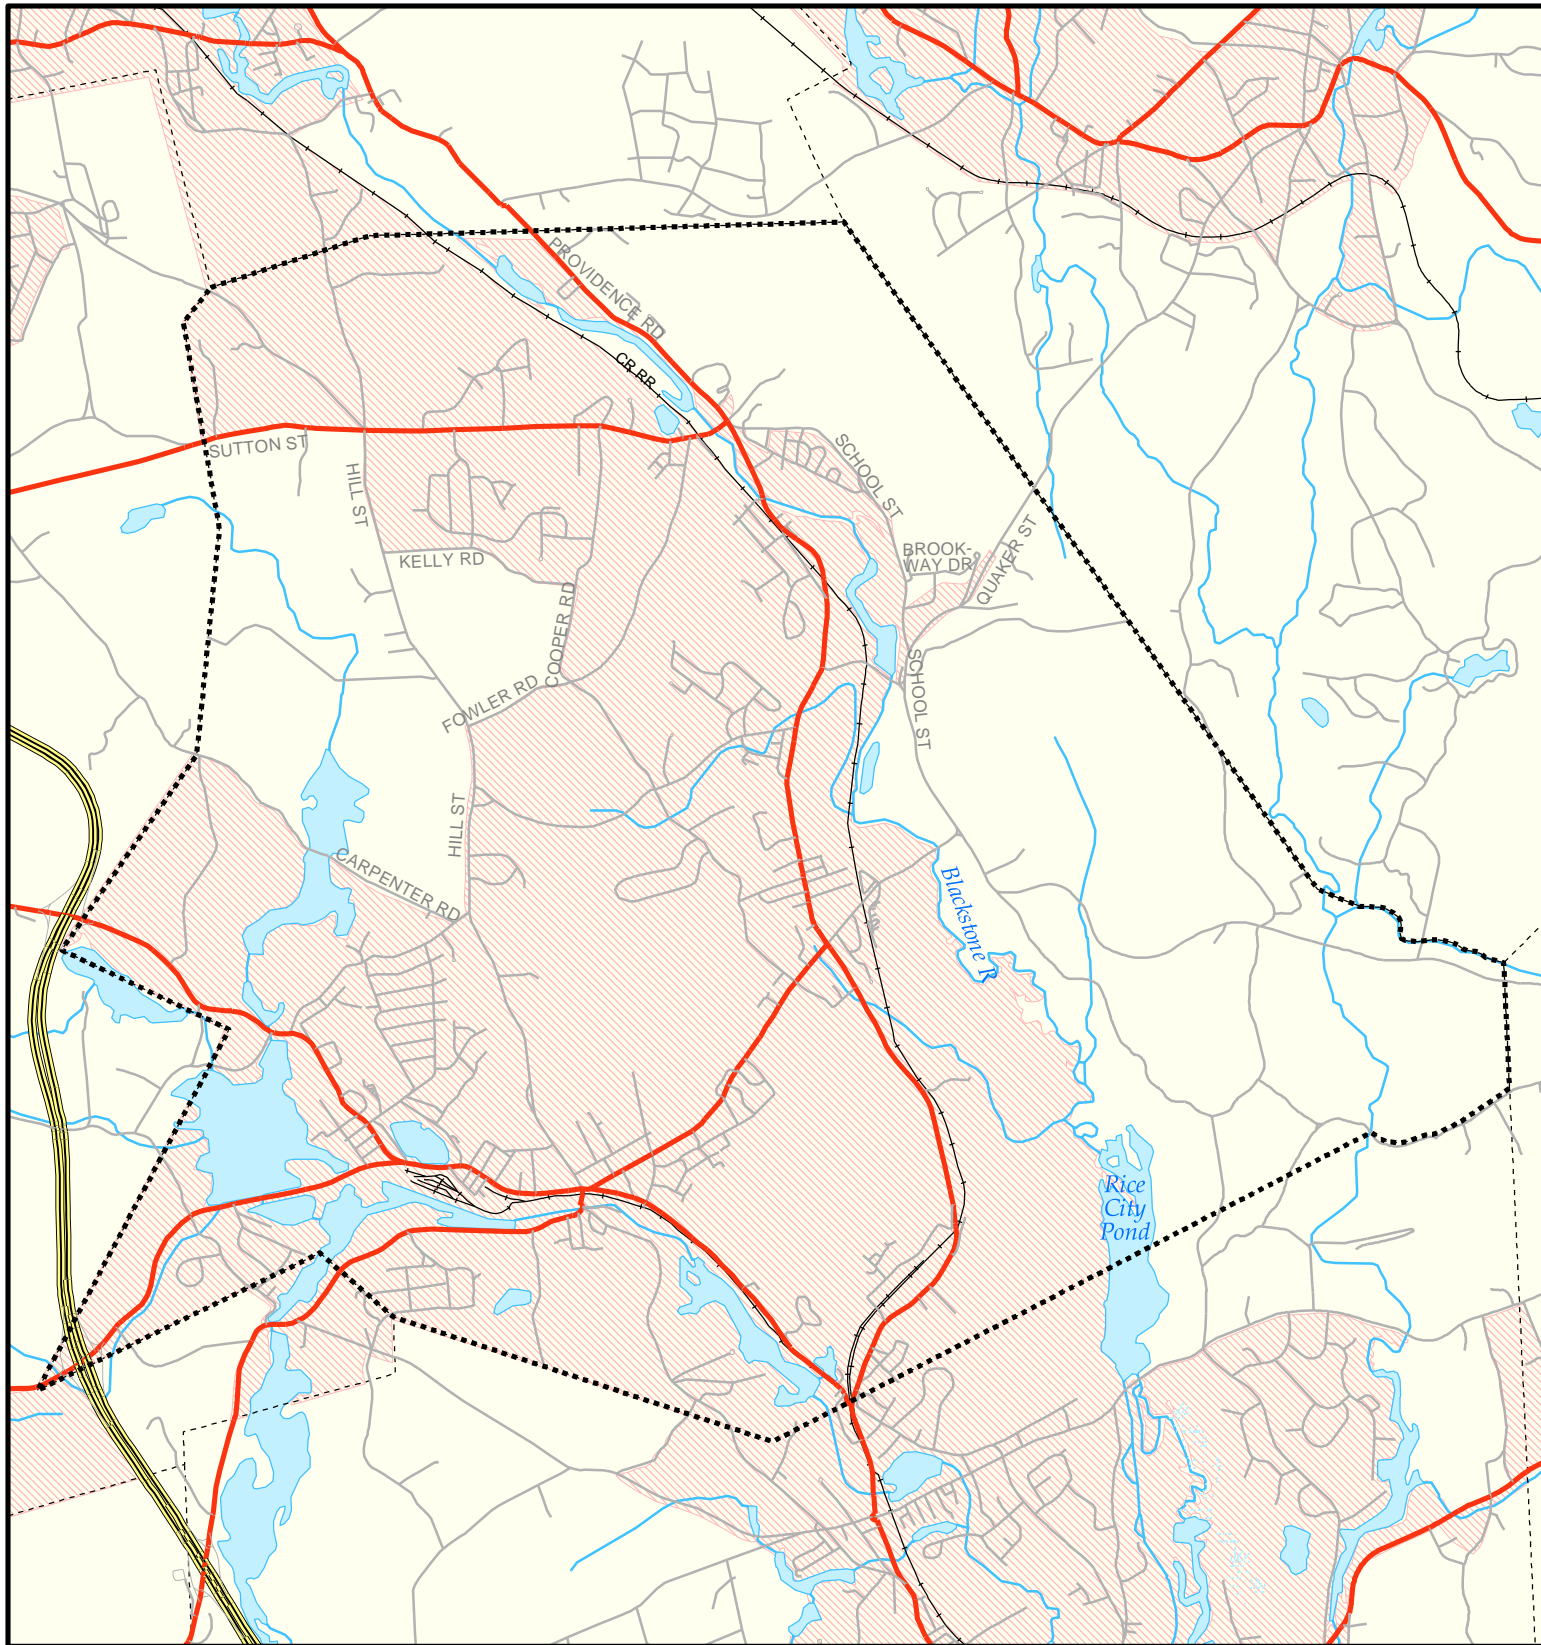 PROVIDENCE RD
CR RR
SUTTON ST
HILL ST
SCHOOL ST
KELLY RD
BROOK-
WAY DR
QUAKER ST
COOPER RD
FOWLER RD
SCHOOL ST
HILL ST
CARPENTER RD
Blackstone R
Rice
City
Pond